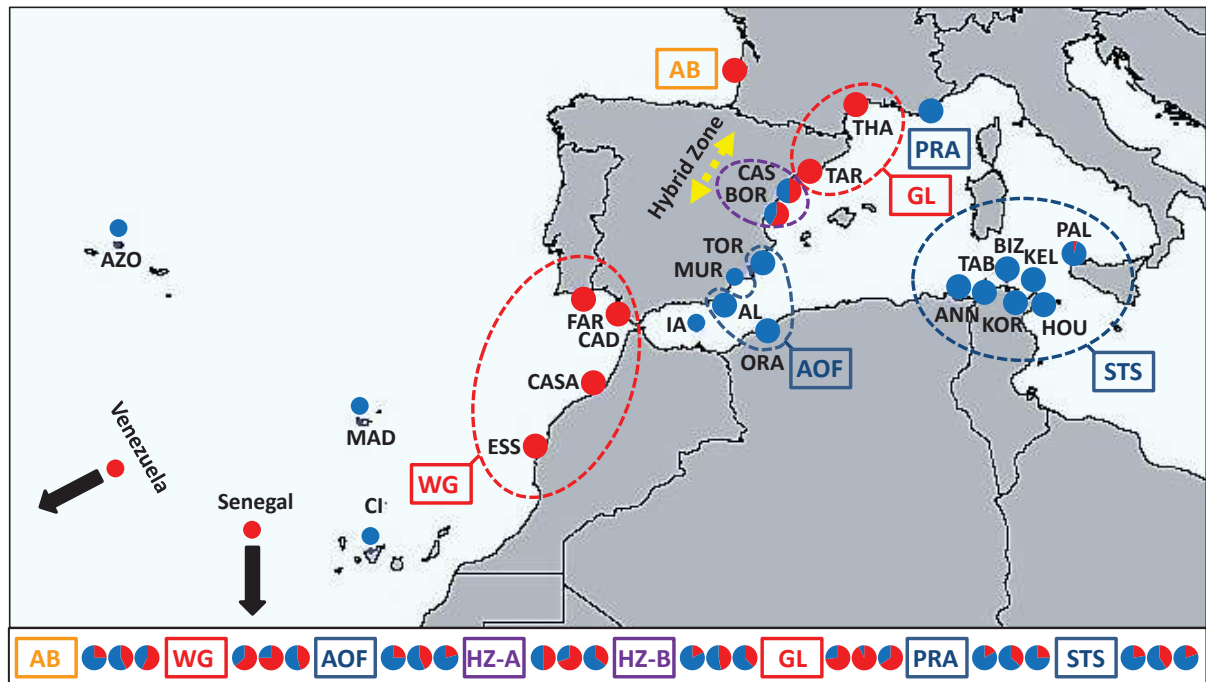 AB
THA
PRA
Hybrid Zone
CAS
TAR
BOR
GL
AZO
TOR
PAL
BIZ
KEL
MUR
TAB
FAR
IA
AL
ANN
KOR
HOU
CAD
ORA
AOF
STS
CASA
MAD
ESS
WG
Venezuela
Senegal
CI
AB WG AOF HZ-A HZ-B GL PRA STS